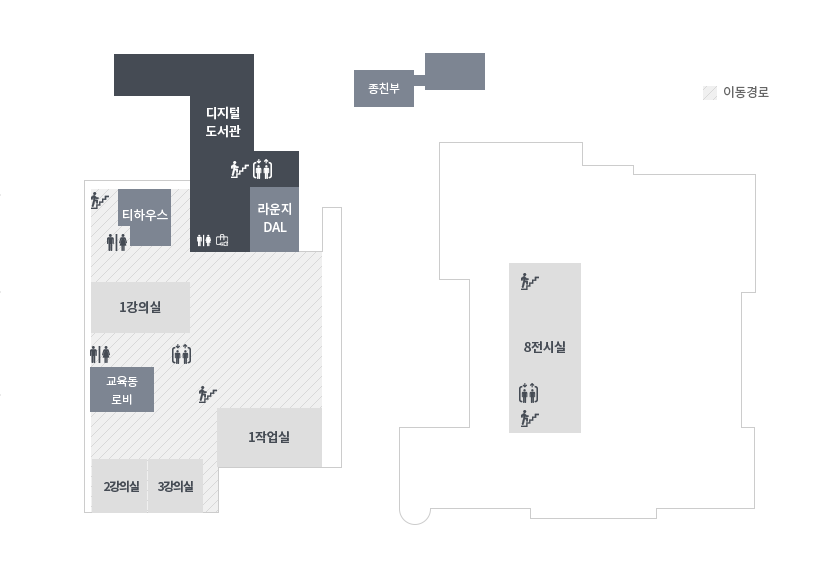 종친부
이동경로
디지털
도서관
티하우스
라운지
DAL
1강의실
8전시실
교육동
로비
1작업실
2강의실
3강의실